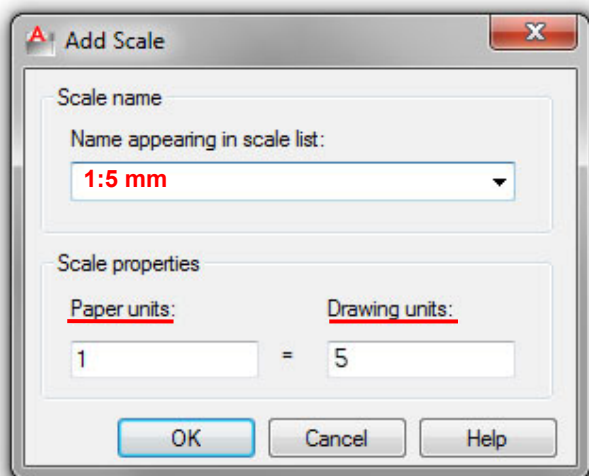 Add Scale
Scale name
Name appearing in scale list:
1:5 mm
Scale properties
Paper units: Drawing units:
1 = 5
OK Cancel Help